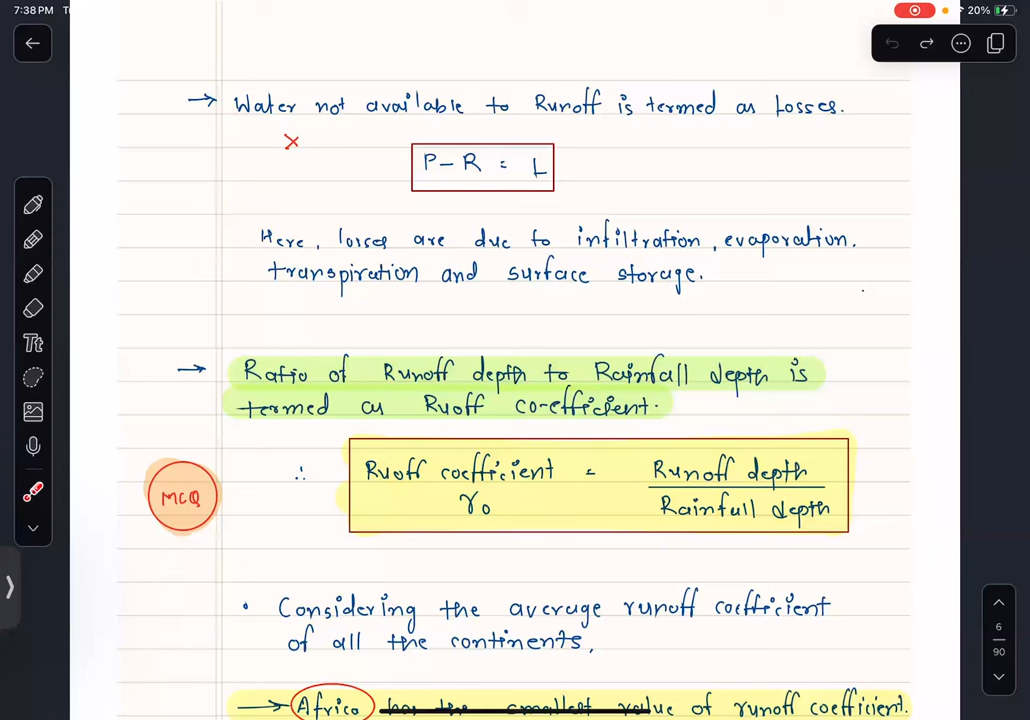 7:38 PM
20%
→ Water not available to Runoff is termed as Losses.
×
P - R = L
Here, losses are due to infiltration, evaporation.
transpiration and surface storage.
→ Ratio of Runoff depth to Rainfall depth is
termed as Ruoff co-efficient.
MCQ
∴ Ruoff coefficient = Runoff depth / Rainfall depth
r₀
Tt
• Considering the average runoff coefficient
of all the continents,
6
90
→ Africa has the smallest value of runoff coefficient.